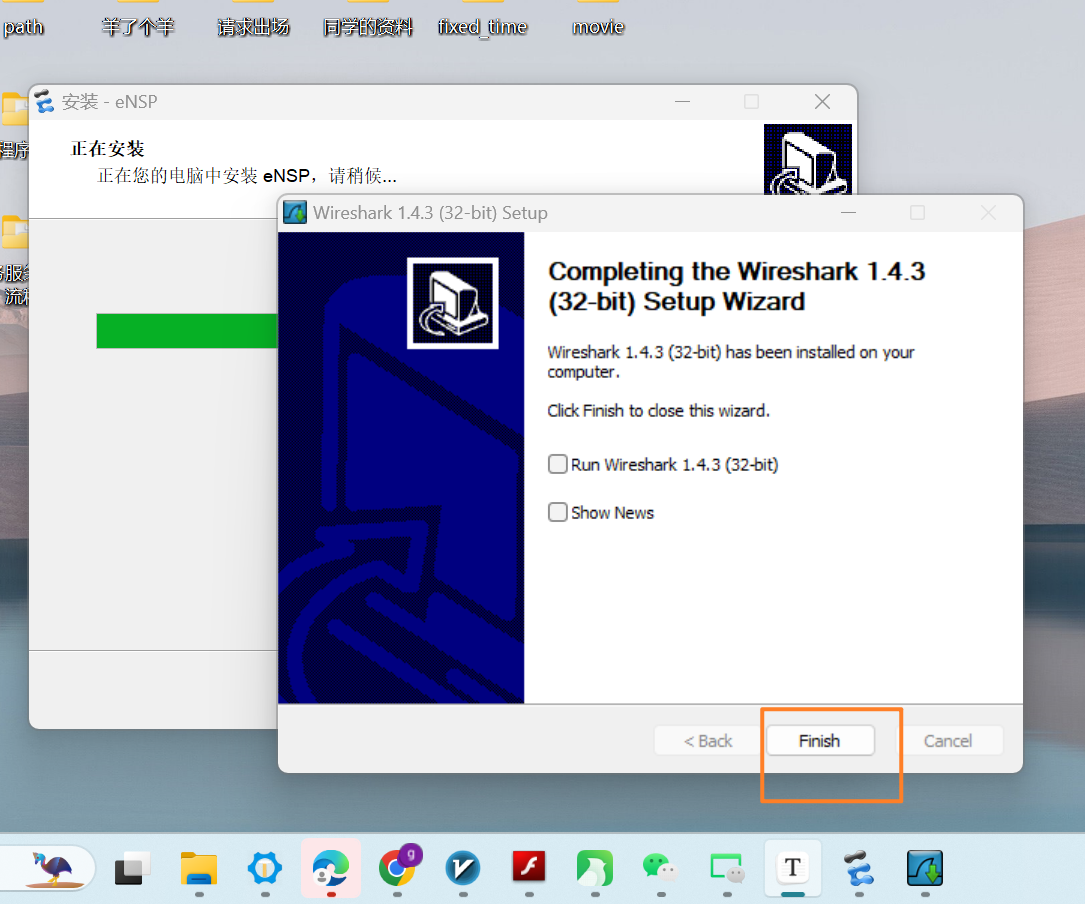 path
羊了个羊
请求出场
同学的资料
fixed_time
movie
安装 - eNSP
正在安装
正在您的电脑中安装 eNSP，请稍候...
程序
Wireshark 1.4.3 (32-bit) Setup
Completing the Wireshark 1.4.3
(32-bit) Setup Wizard
Wireshark 1.4.3 (32-bit) has been installed on your
computer.
Click Finish to close this wizard.
Run Wireshark 1.4.3 (32-bit)
Show News
< Back
Finish
Cancel
g
T